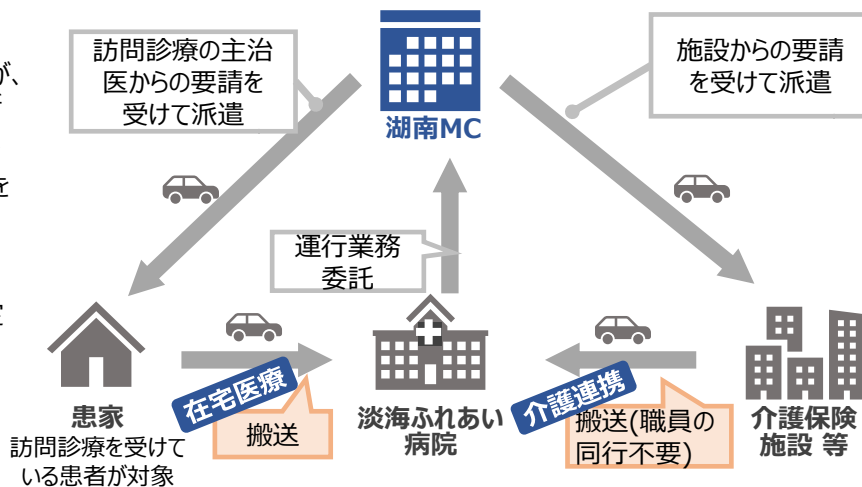 が、
を
訪問診療の主治
医からの要請を
受けて派遣
施設からの要請
を受けて派遣
湖南MC
運行業務
委託
在宅医療
搬送
介護連携
搬送(職員の
同行不要)
患家
訪問診療を受けて
いる患者が対象
淡海ふれあい
病院
介護保険
施設 等